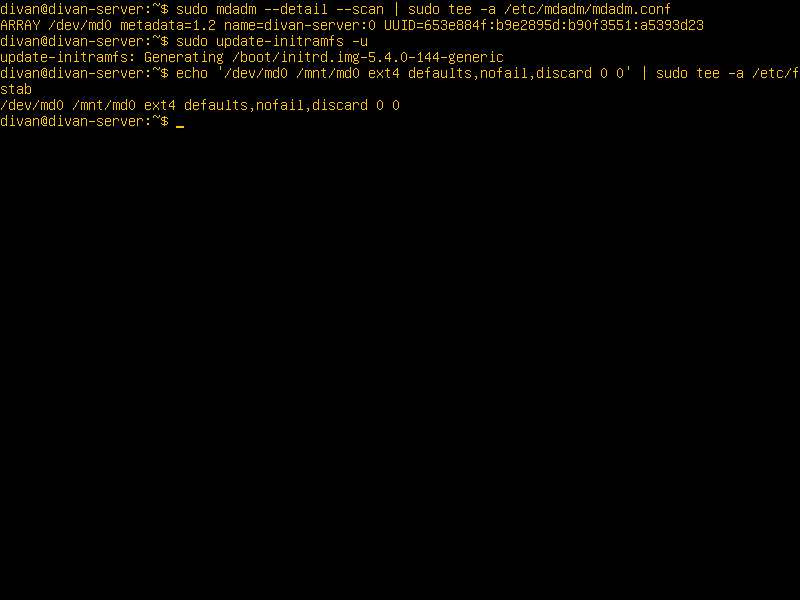 divan@divan-server:~$ sudo mdadm --detail --scan | sudo tee -a /etc/mdadm/mdadm.conf
ARRAY /dev/md0 metadata=1.2 name=divan-server:0 UUID=653e884f:b9e2895d:b90f3551:a5393d23
divan@divan-server:~$ sudo update-initramfs -u
update-initramfs: Generating /boot/initrd.img-5.4.0-144-generic
divan@divan-server:~$ echo '/dev/md0 /mnt/md0 ext4 defaults,nofail,discard 0 0' | sudo tee -a /etc/f
stab
/dev/md0 /mnt/md0 ext4 defaults,nofail,discard 0 0
divan@divan-server:~$ _